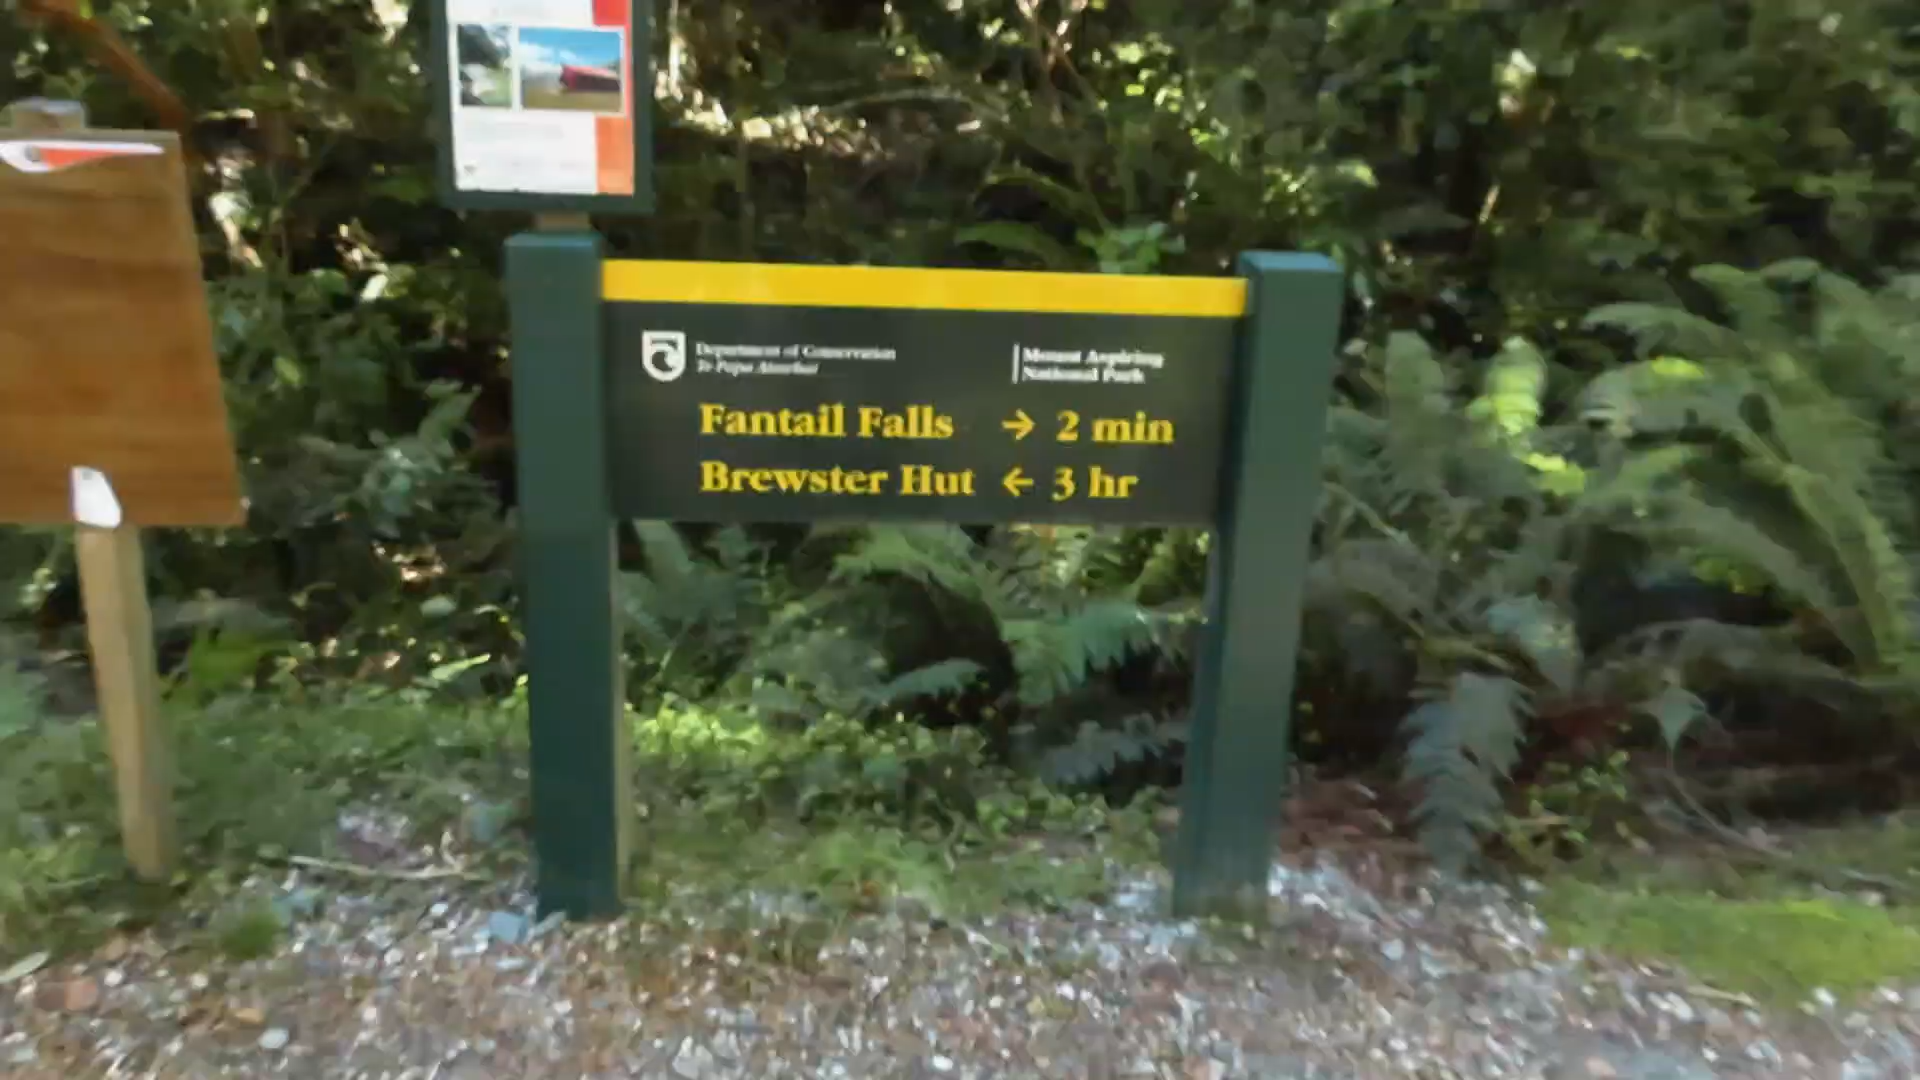 Department of Conservation
Te Papa Atawhai
Mount Aspiring
National Park
Fantail Falls → 2 min
Brewster Hut ← 3 hr